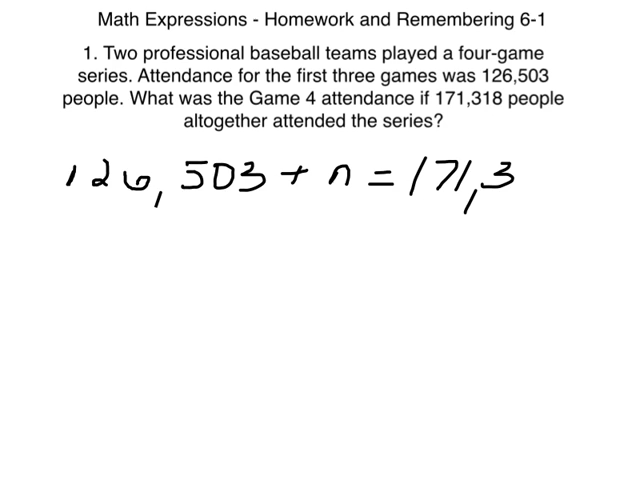 Math Expressions - Homework and Remembering 6-1
1. Two professional baseball teams played a four-game
series. Attendance for the first three games was 126,503
people. What was the Game 4 attendance if 171,318 people
altogether attended the series?
126,503 + n = 171,3